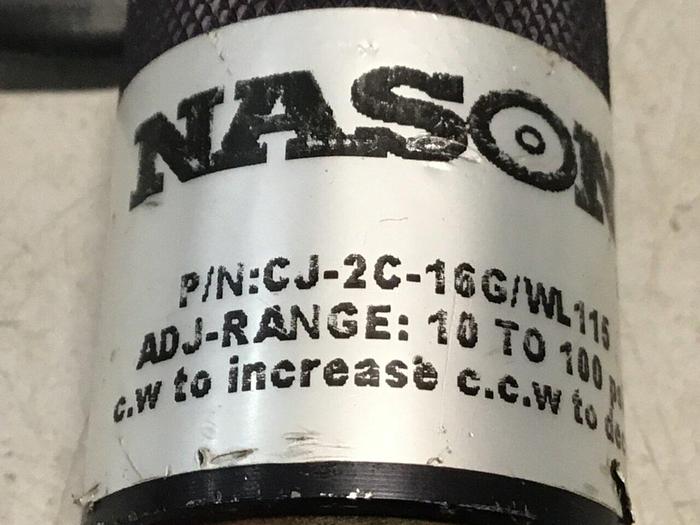 NASON
P/N:CJ-2C-16G/WL115
ADJ-RANGE: 10 TO 100
c.w to increase c.c.w to